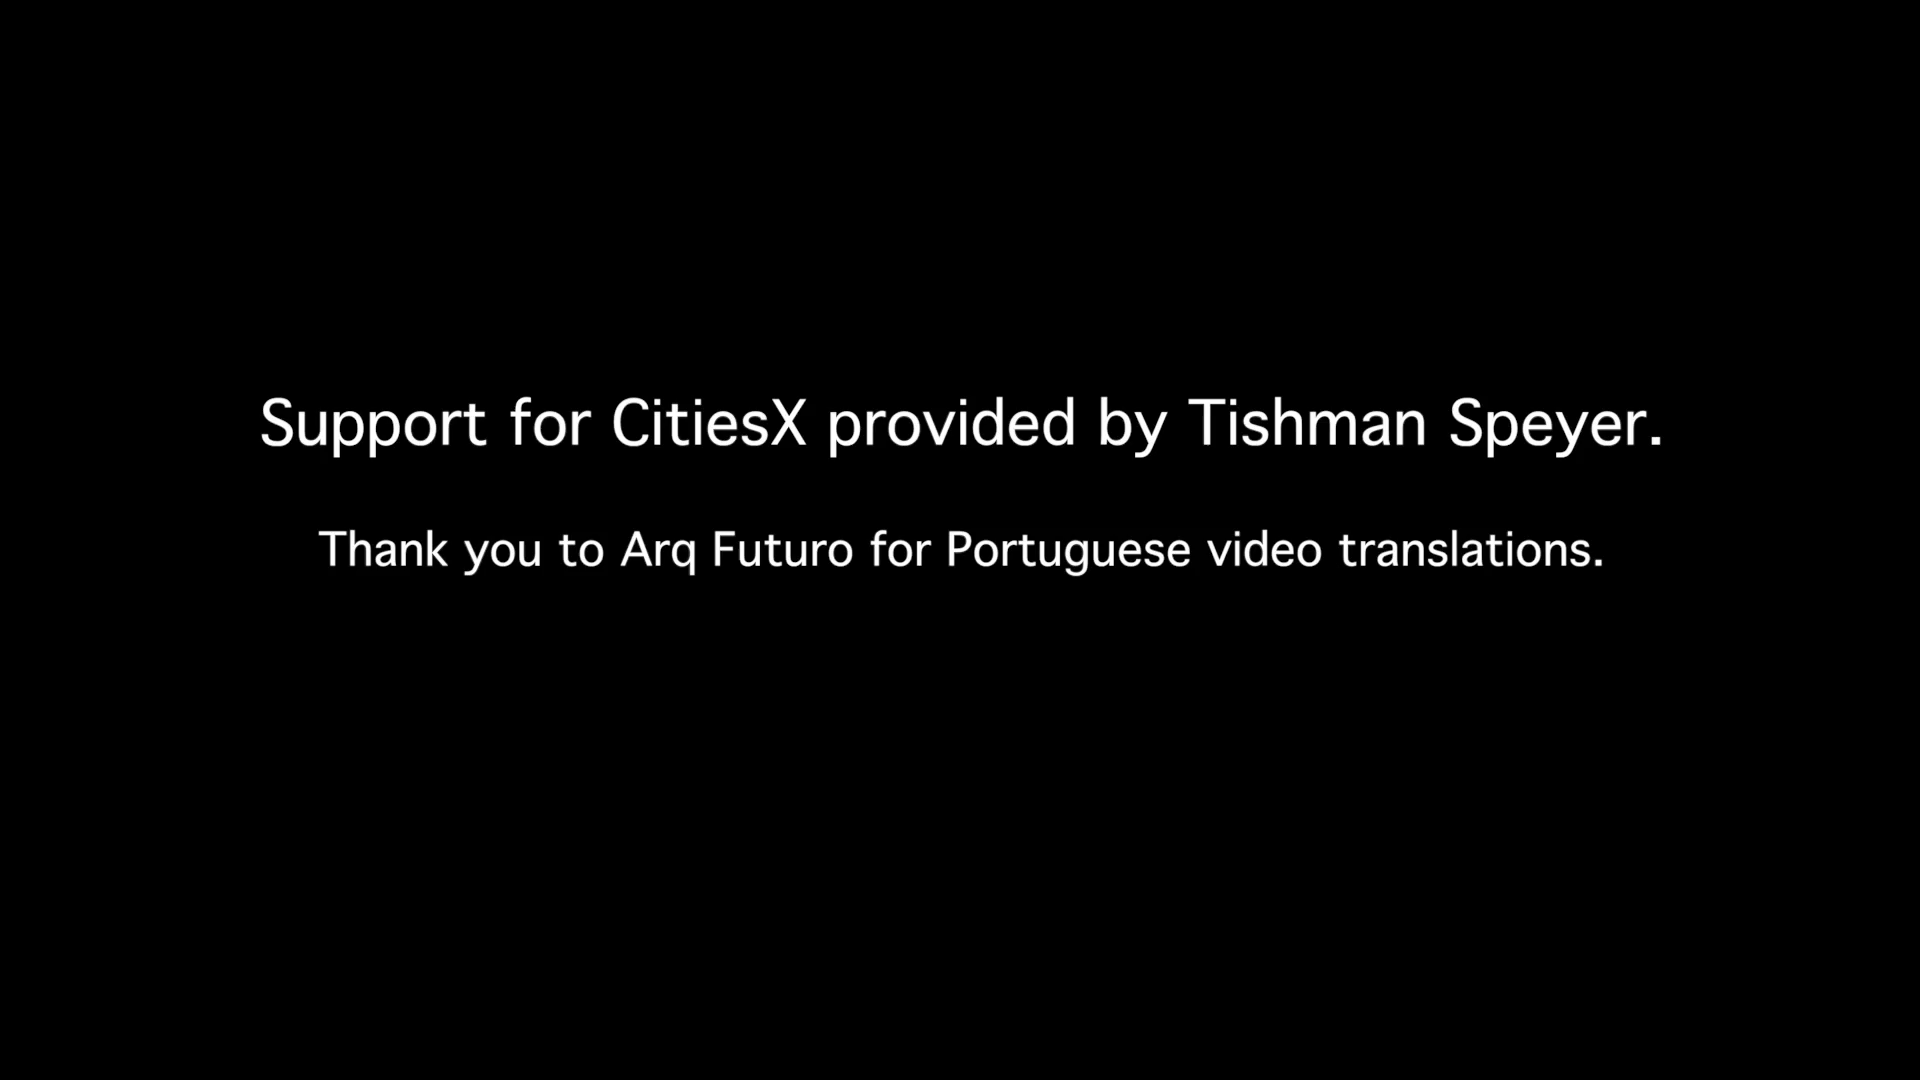 Support for CitiesX provided by Tishman Speyer.
Thank you to Arq Futuro for Portuguese video translations.